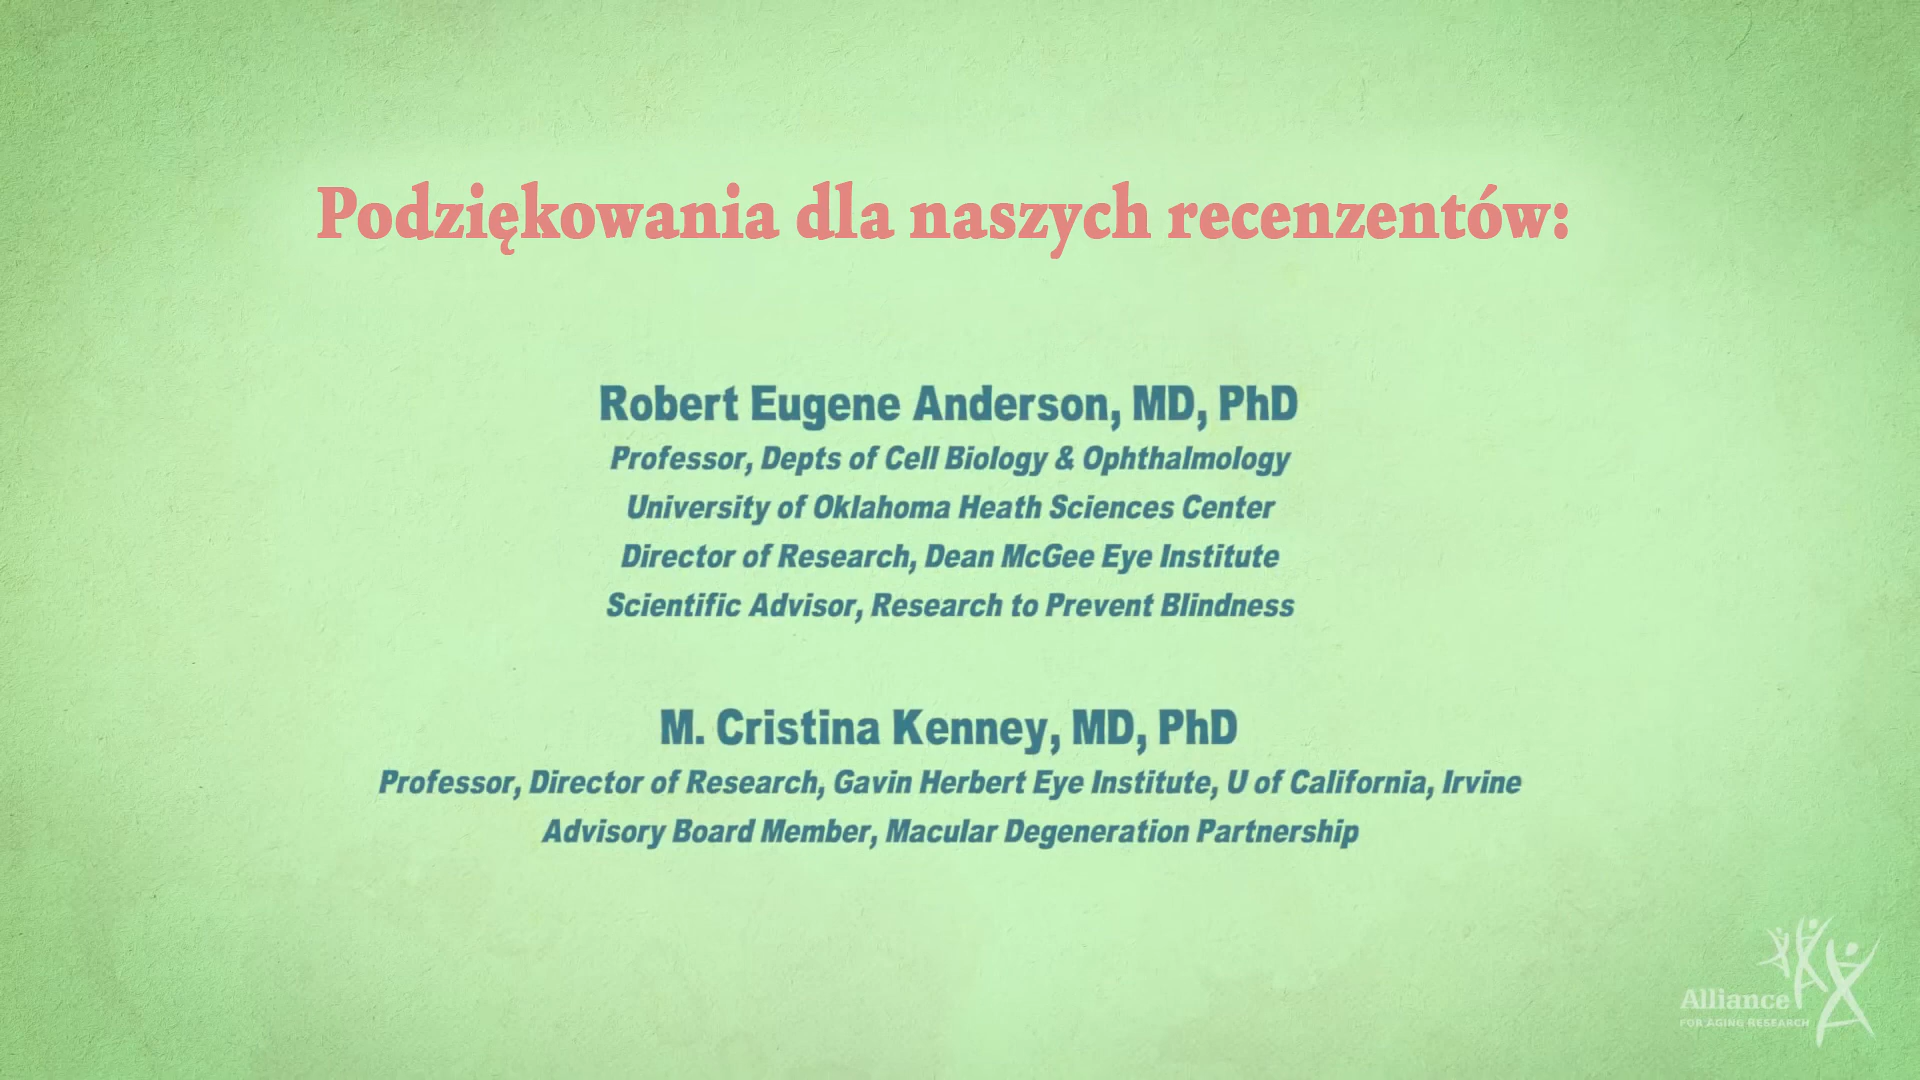 Podziękowania dla naszych recenzentów:
Robert Eugene Anderson, MD, PhD
Professor, Depts of Cell Biology & Ophthalmology
University of Oklahoma Heath Sciences Center
Director of Research, Dean McGee Eye Institute
Scientific Advisor, Research to Prevent Blindness
M. Cristina Kenney, MD, PhD
Professor, Director of Research, Gavin Herbert Eye Institute, U of California, Irvine
Advisory Board Member, Macular Degeneration Partnership
Alliance
FOR AGING RESEARCH